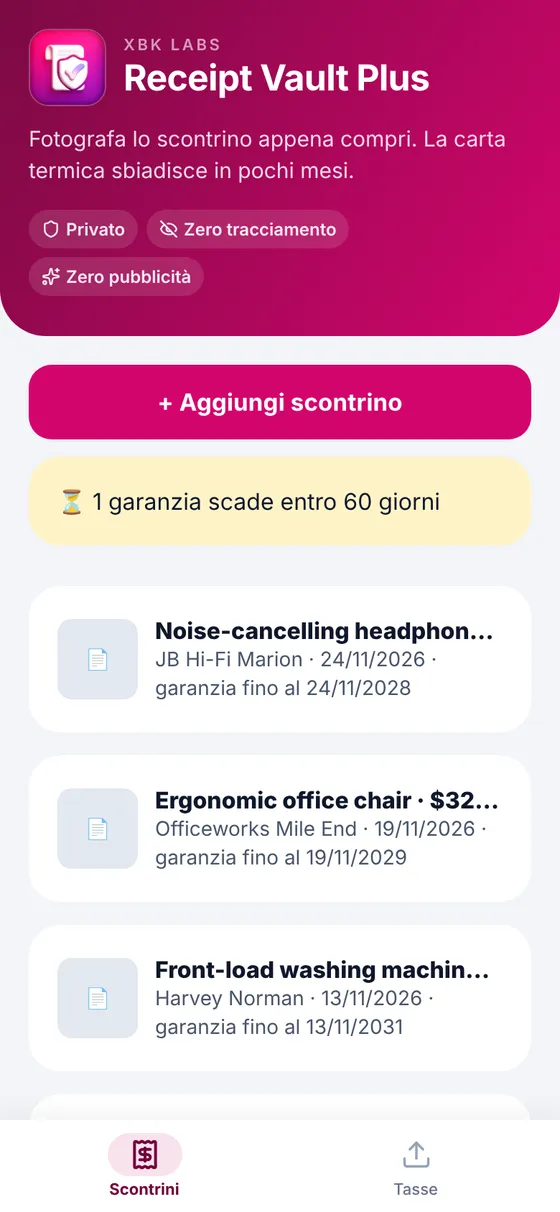 XBK LABS
Receipt Vault Plus
Fotografa lo scontrino appena compri. La carta
termica sbiadisce in pochi mesi.
Privato
Zero tracciamento
Zero pubblicità
+ Aggiungi scontrino
⏳ 1 garanzia scade entro 60 giorni
Noise-cancelling headphon...
JB Hi-Fi Marion · 24/11/2026 ·
garanzia fino al 24/11/2028
Ergonomic office chair · $32...
Officeworks Mile End · 19/11/2026 ·
garanzia fino al 19/11/2029
Front-load washing machin...
Harvey Norman · 13/11/2026 ·
garanzia fino al 13/11/2031
Scontrini
Tasse